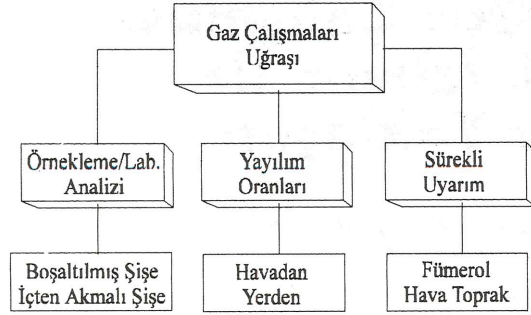 Gaz Çalışmaları
Uğraşı
Örnekleme/Lab.
Analizi
Yayılım
Oranları
Sürekli
Uyarım
Boşaltılmış Şişe
İçten Akmalı Şişe
Havadan
Yerden
Fümerol
Hava Toprak